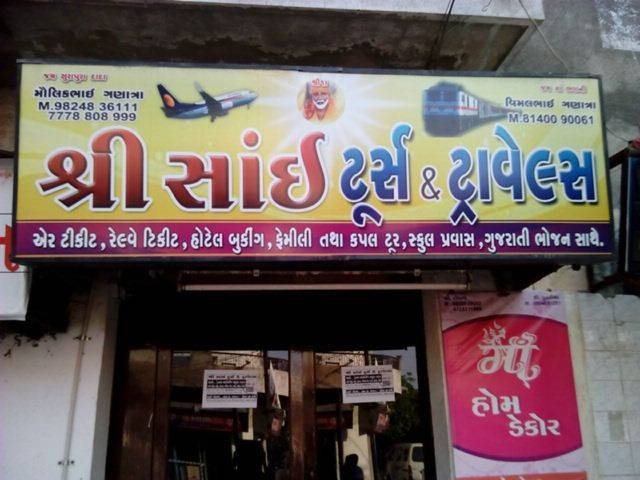 જય સુરાપુરા દાદા
મૌલિકભાઈ ગણાત્રા
M.98248 36111
7778 808 999
વિમલભાઈ ગણાત્રા
M.81400 90061
શ્રી સાંઈ ટૂર્સ & ટ્રાવેલ્સ
એર ટીકીટ, રેલ્વે ટિકીટ, હોટેલ બુકીંગ, ફેમીલી તથા કપલ ટૂર, સ્કુલ પ્રવાસ, ગુજરાતી ભોજન સાથે.
માઁ
હોમ
ડેકોર